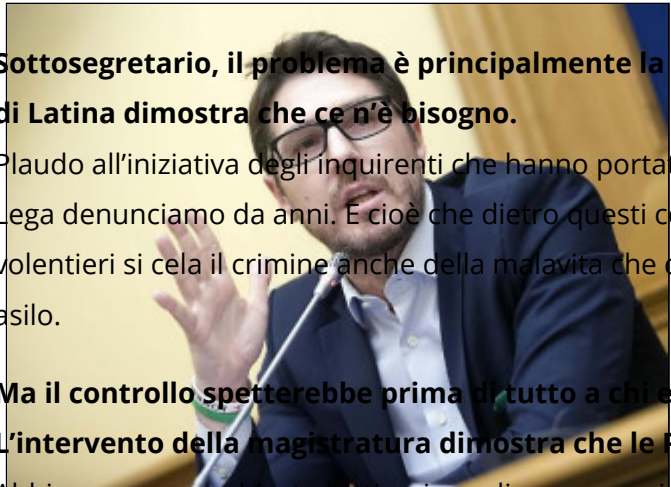 Sottosegretario, il problema è principalmente la
di Latina dimostra che ce n'è bisogno.
Plaudo all'iniziativa degli inquirenti che hanno
Lega denunciamo da anni. E cioè che dietro questi
volentieri si cela il crimine anche della malavita che
asilo.
Ma il controllo spetterebbe prima di tutto a chi
L'intervento della magistratura dimostra che le